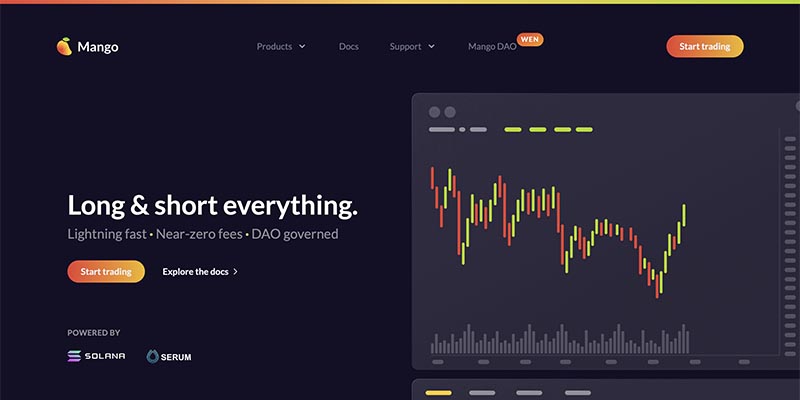 Mango
Products
Docs
Support
Mango DAO
WEN
Start trading
Long & short everything.
Lightning fast • Near-zero fees • DAO governed
Start trading
Explore the docs
POWERED BY
SOLANA
SERUM